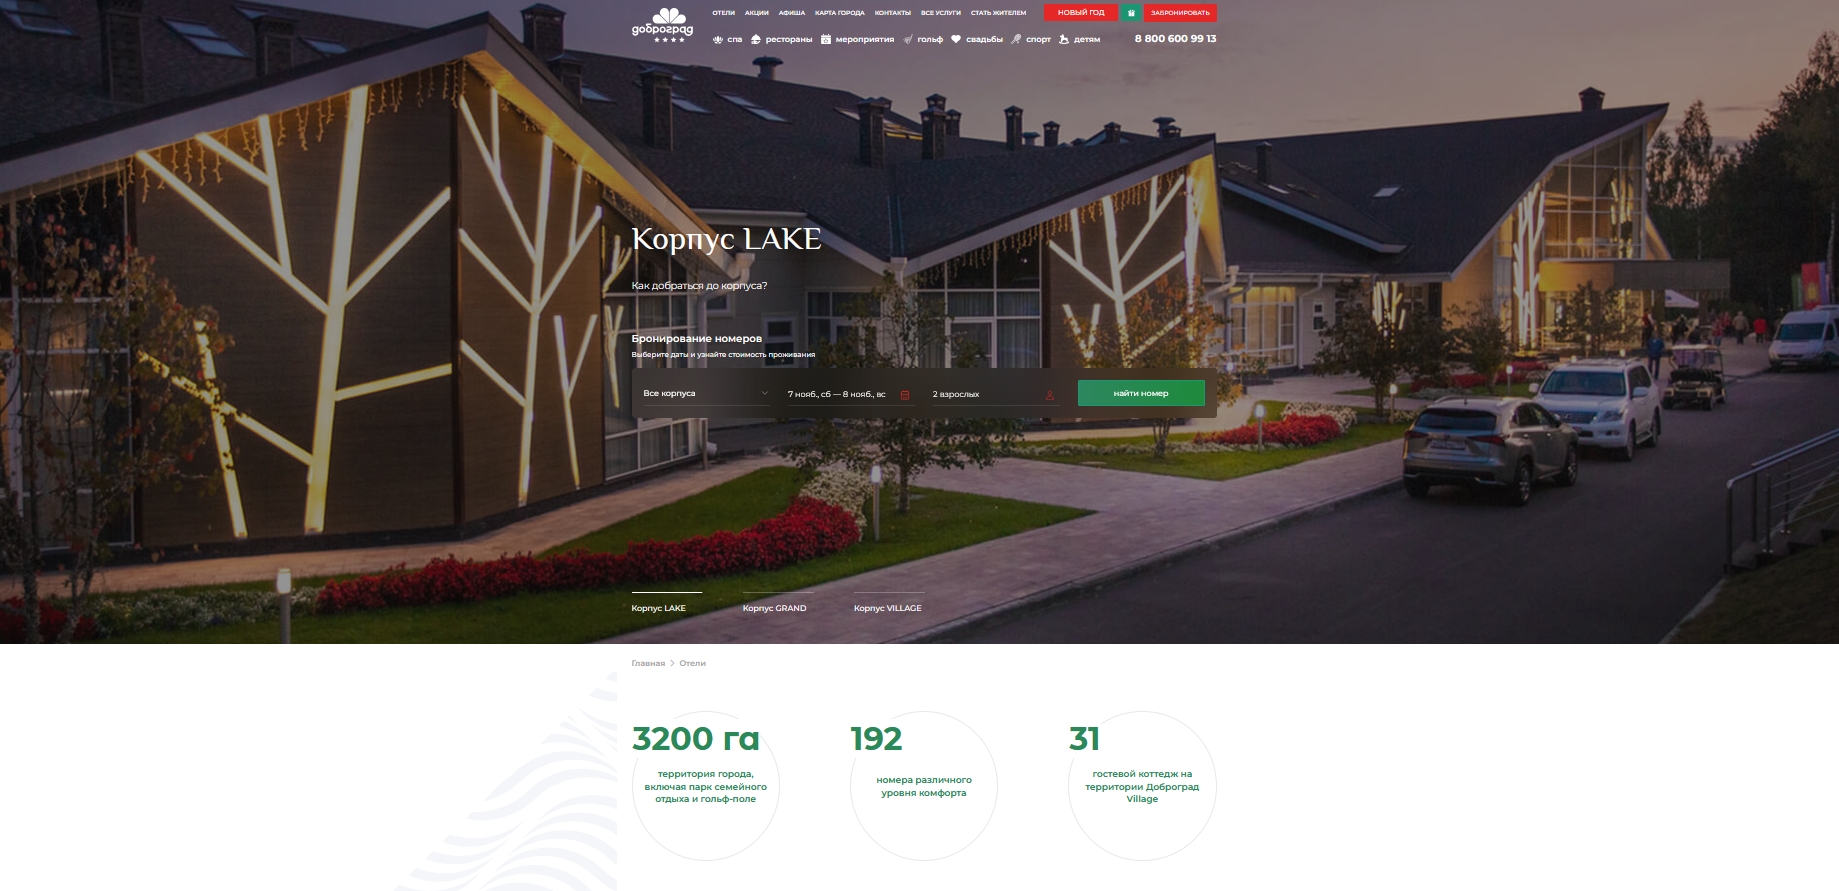 доброград
ОТЕЛИ АКЦИИ АФИША КАРТА ГОРОДА КОНТАКТЫ ВСЕ УСЛУГИ СТАТЬ ЖИТЕЛЕМ НОВЫЙ ГОД ЗАБРОНИРОВАТЬ
спа рестораны мероприятия гольф свадьбы спорт детям 8 800 600 99 13
Корпус LAKE
Как добраться до корпуса?
Бронирование номеров
Выберите даты и узнайте стоимость проживания
Все корпуса 7 нояб., сб — 8 нояб., вс 2 взрослых найти номер
Корпус LAKE Корпус GRAND Корпус VILLAGE
Главная > Отели
3200 га
территория города,
включая парк семейного
отдыха и гольф-поле
192
номера различного
уровня комфорта
31
гостевой коттедж на
территории Доброград
Village